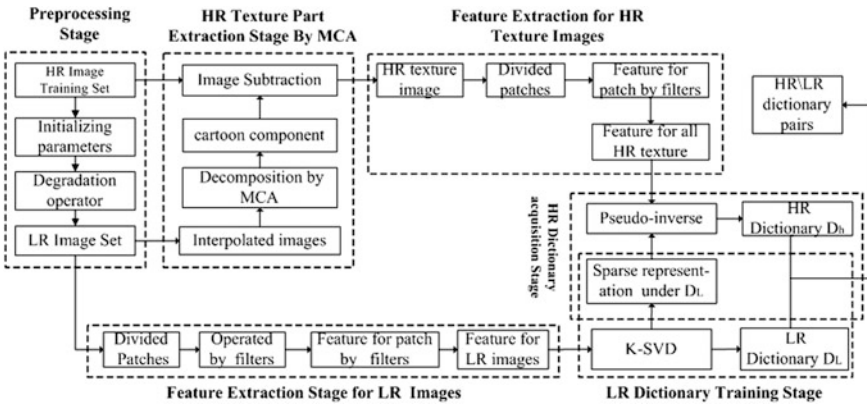 Preprocessing
Stage
HR Image
Training Set
Initializing
parameters
Degradation
operator
LR Image Set
HR Texture Part
Extraction Stage By MCA
Image Subtraction
cartoon component
Decomposition by
MCA
Interpolated images
Feature Extraction for HR
Texture Images
HR texture
image
Divided
patches
Feature for
patch by filters
Feature for all
HR texture
HR\LR
dictionary
pairs
HR Dictionary
acquisition Stage
Pseudo-inverse
HR
Dictionary Dh
Sparse represent-
ation under DL
K-SVD
LR
Dictionary DL
LR Dictionary Training Stage
Divided
Patches
Operated
by filters
Feature for patch
by filters
Feature for
LR images
Feature Extraction Stage for LR Images